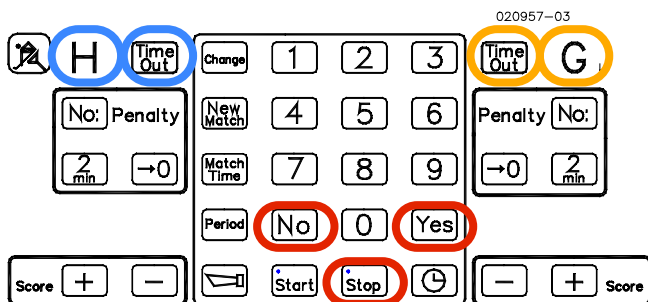 020957-03
H Time Out Change 1 2 3 Time Out G
No: Penalty New Match 4 5 6 Penalty No:
2 min →0 Match Time 7 8 9 →0 2 min
Period No 0 Yes
Score + − Start Stop − + Score